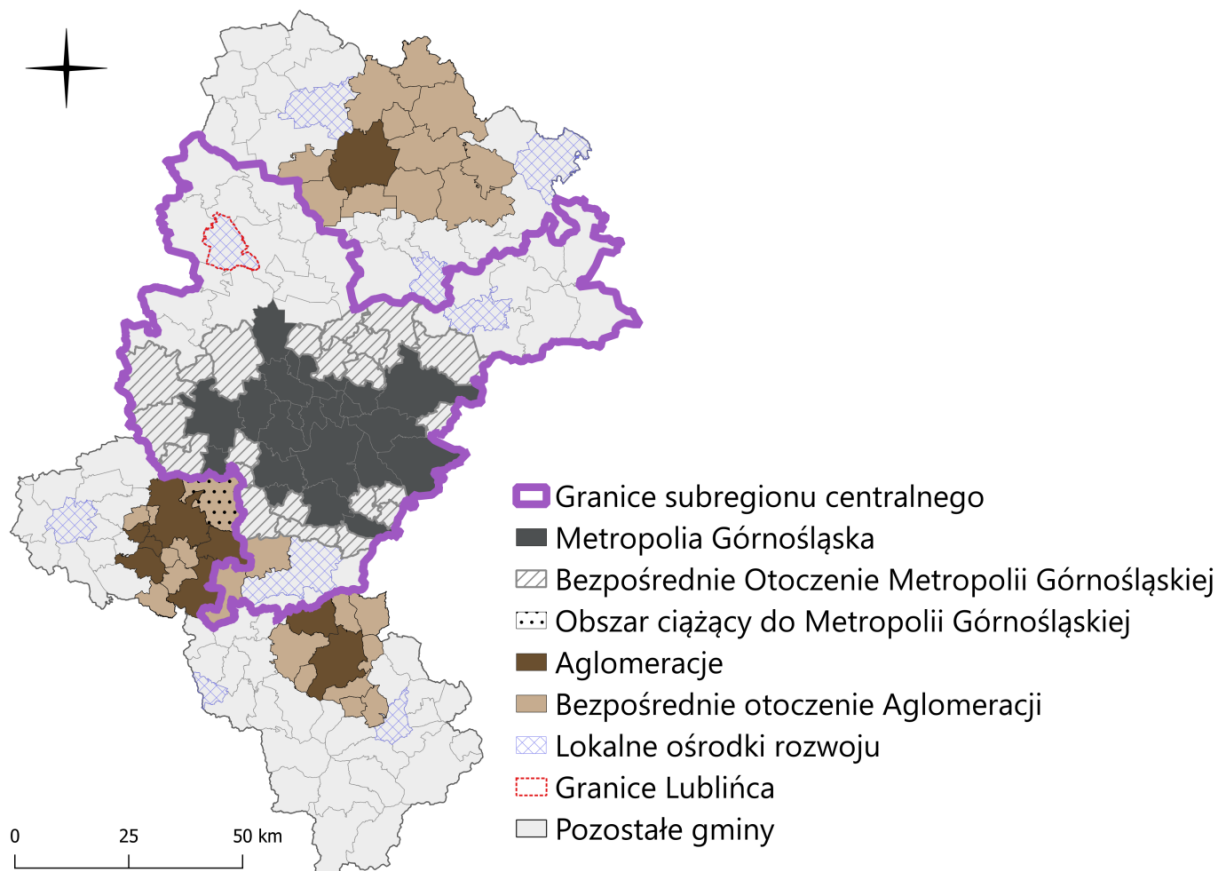 Granice subregionu centralnego
Metropolia Górnośląska
Bezpośrednie Otoczenie Metropolii Górnośląskiej
Obszar ciążący do Metropolii Górnośląskiej
Aglomeracje
Bezpośrednie otoczenie Aglomeracji
Lokalne ośrodki rozwoju
Granice Lublińca
Pozostałe gminy
0 25 50 km